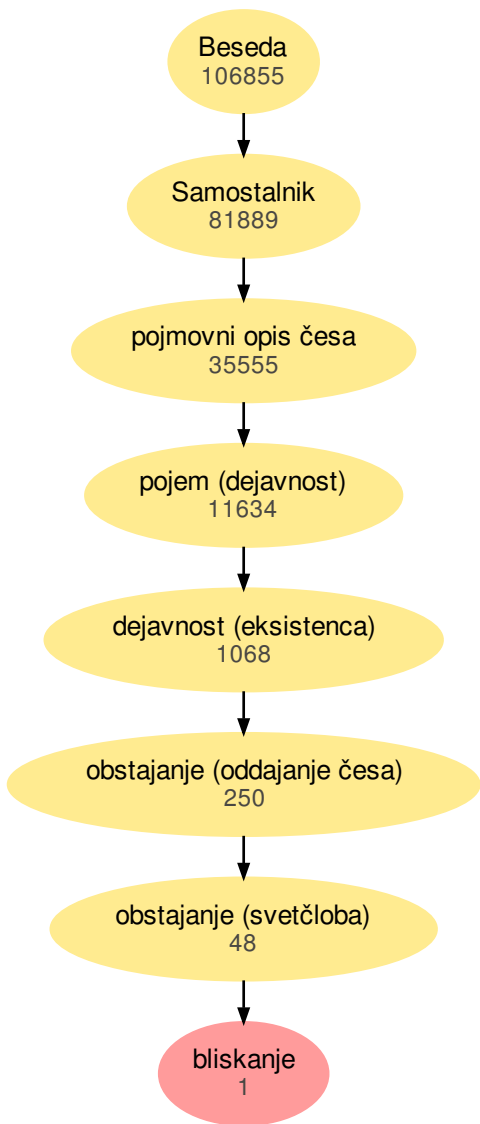 Beseda
106855
Samostalnik
81889
pojmovni opis česa
35555
pojem (dejavnost)
11634
dejavnost (eksistenca)
1068
obstajanje (oddajanje česa)
250
obstajanje (svetčloba)
48
bliskanje
1